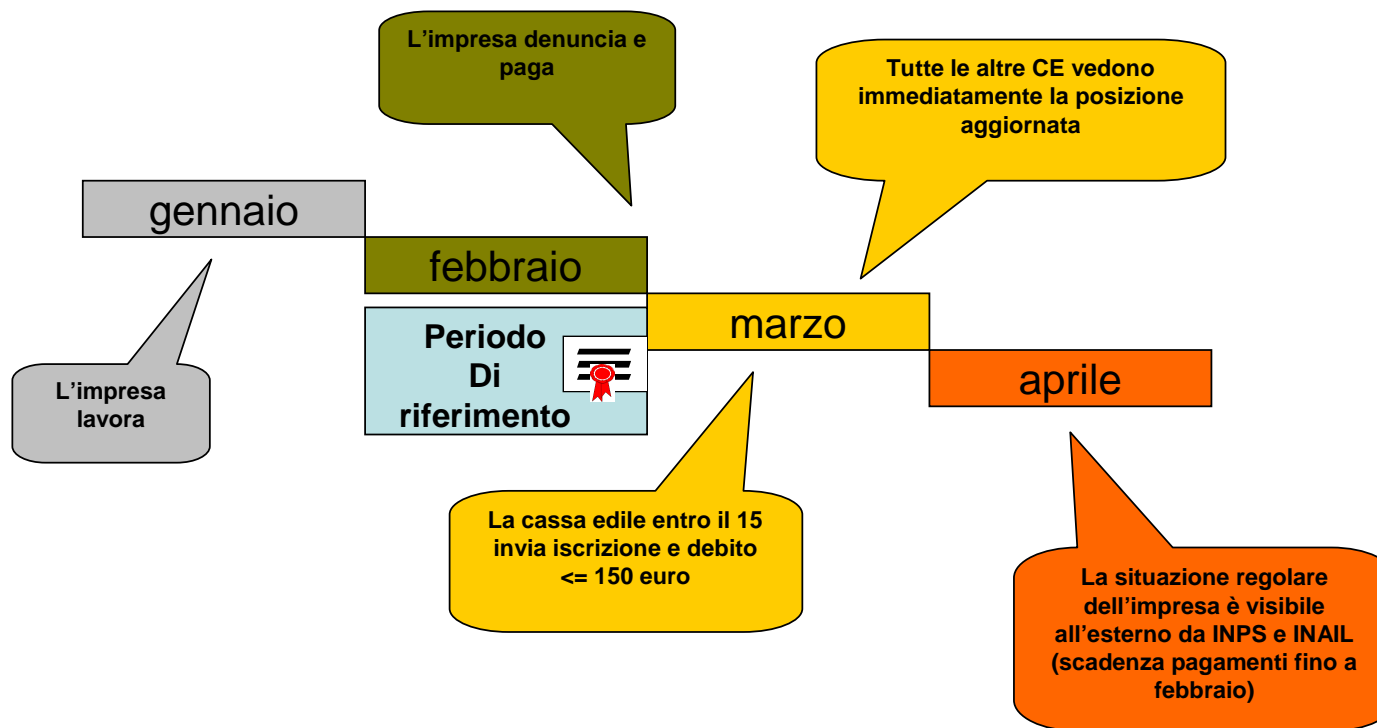 L'impresa denuncia e
paga
Tutte le altre CE vedono
immediatamente la posizione
aggiornata
gennaio
febbraio
marzo
aprile
Periodo
Di
riferimento
L'impresa
lavora
La cassa edile entro il 15
invia iscrizione e debito
<= 150 euro
La situazione regolare
dell'impresa è visibile
all'esterno da INPS e INAIL
(scadenza pagamenti fino a
febbraio)